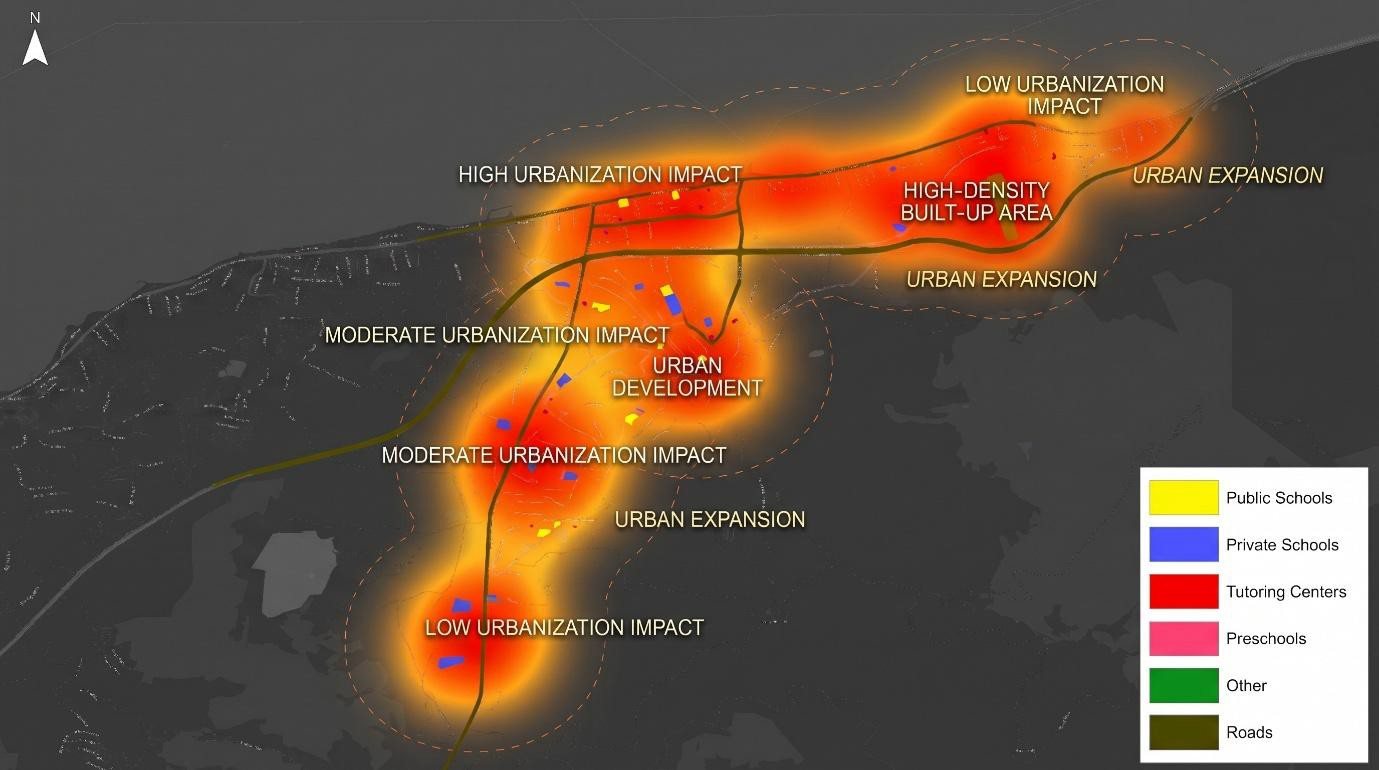 N
LOW URBANIZATION
IMPACT
HIGH URBANIZATION IMPACT
URBAN EXPANSION
HIGH-DENSITY
BUILT-UP AREA
URBAN EXPANSION
MODERATE URBANIZATION IMPACT
URBAN
DEVELOPMENT
MODERATE URBANIZATION IMPACT
URBAN EXPANSION
LOW URBANIZATION IMPACT
Public Schools
Private Schools
Tutoring Centers
Preschools
Other
Roads